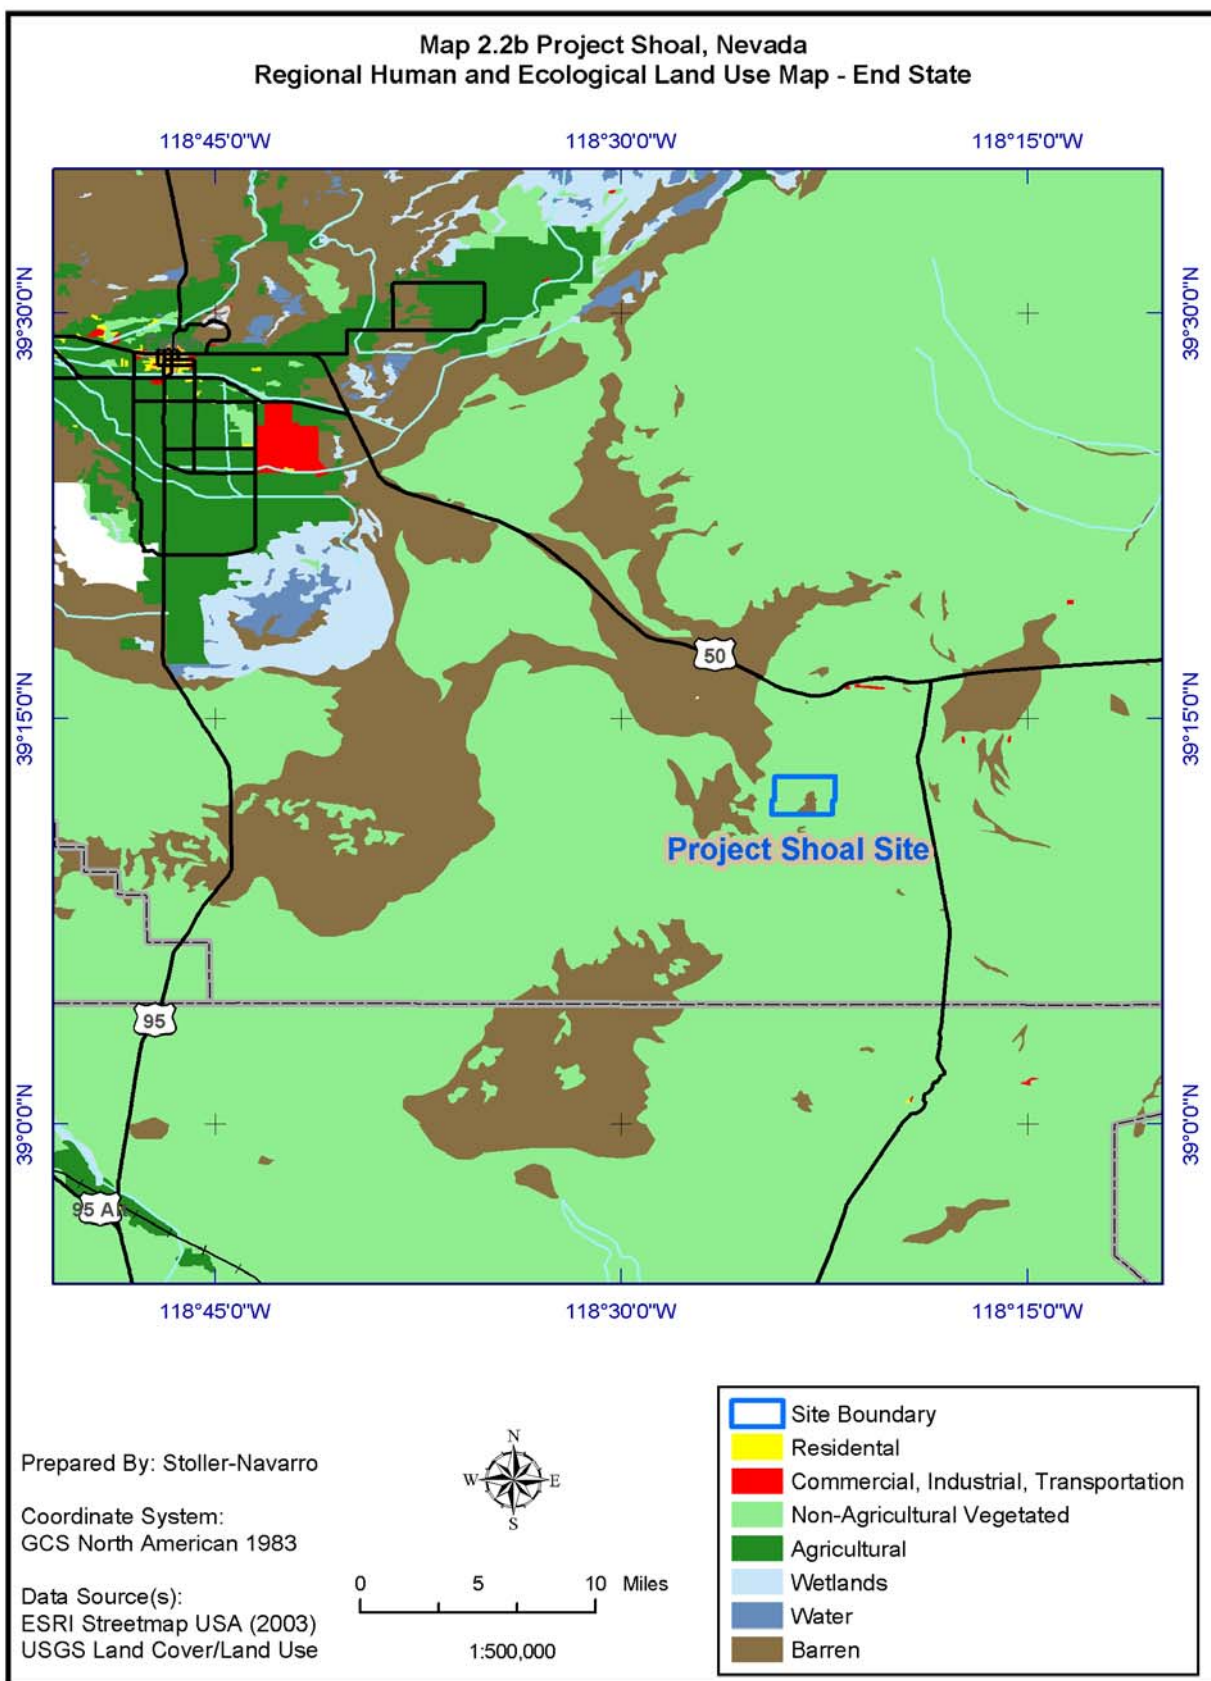 Map 2.2b Project Shoal, Nevada
Regional Human and Ecological Land Use Map - End State
118°45'0"W 118°30'0"W 118°15'0"W
39°30'0"N 39°30'0"N
50
39°15'0"N 39°15'0"N
Project Shoal Site
95
39°0'0"N 39°0'0"N
95 Al
118°45'0"W 118°30'0"W 118°15'0"W
Prepared By: Stoller-Navarro
Coordinate System:
GCS North American 1983
Data Source(s):
ESRI Streetmap USA (2003)
USGS Land Cover/Land Use
N
W E
S
0 5 10 Miles
1:500,000
Site Boundary
Residental
Commercial, Industrial, Transportation
Non-Agricultural Vegetated
Agricultural
Wetlands
Water
Barren